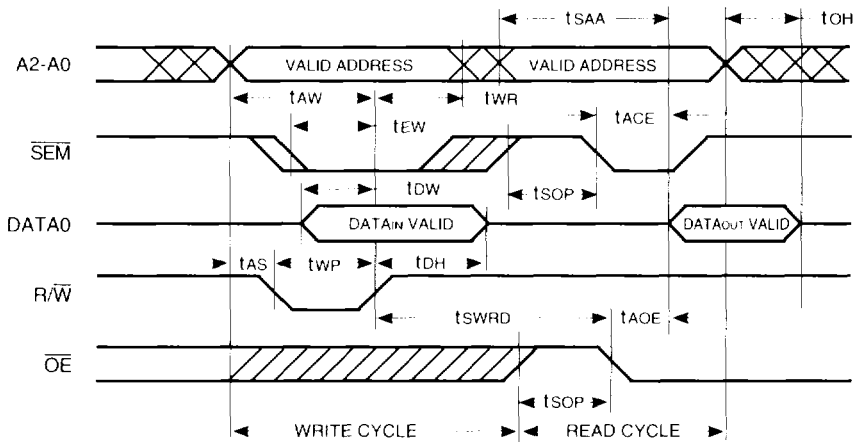 tSAA tOH
A2-A0 VALID ADDRESS VALID ADDRESS
tAW tWR
tEW tACE
SEM
tDW tSOP
DATA0 DATAIN VALID DATAOUT VALID
tAS tWP tDH
R/W
tSWRD tAOE
OE
tSOP
WRITE CYCLE READ CYCLE